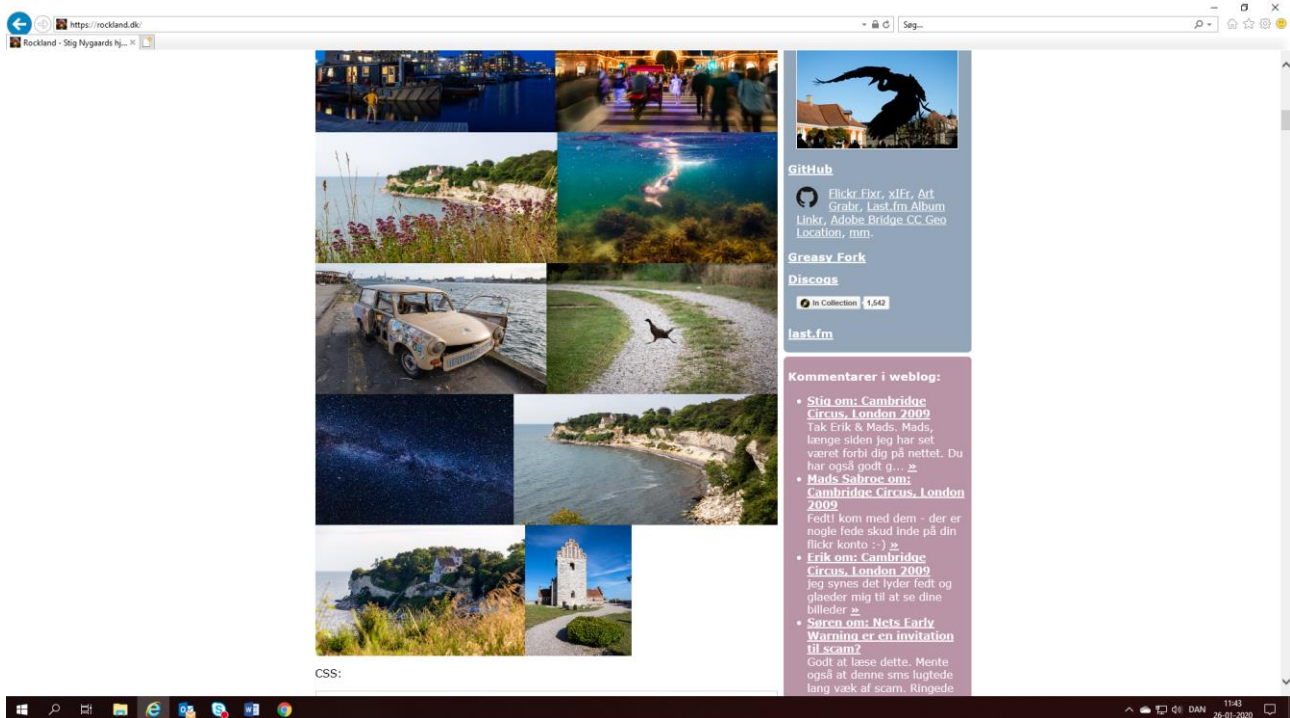 https://rockland.dk/
Søg...
Rockland - Stig Nygaards hj...
GitHub
Flickr Fixr, xIFr, Art
Grabr, Last.fm Album
Linkr, Adobe Bridge CC Geo
Location, mm.
Greasy Fork
Discogs
In Collection 1,542
last.fm
Kommentarer i weblog:
• Stig om: Cambridge
Circus, London 2009
Tak Erik & Mads. Mads,
længe siden jeg har set
været forbi dig på nettet. Du
har også godt g... »
• Mads Sabroe om:
Cambridge Circus, London
2009
Fedt! kom med dem - der er
nogle fede skud inde på din
flickr konto :-) »
• Erik om: Cambridge
Circus, London 2009
jeg synes det lyder fedt og
glaeder mig til at se dine
billeder »
• Søren om: Nets Early
Warning er en invitation
til scam?
Godt at læse dette. Mente
også at denne sms lugtede
lang væk af scam. Ringede
CSS:
DAN
11:43
26-01-2020